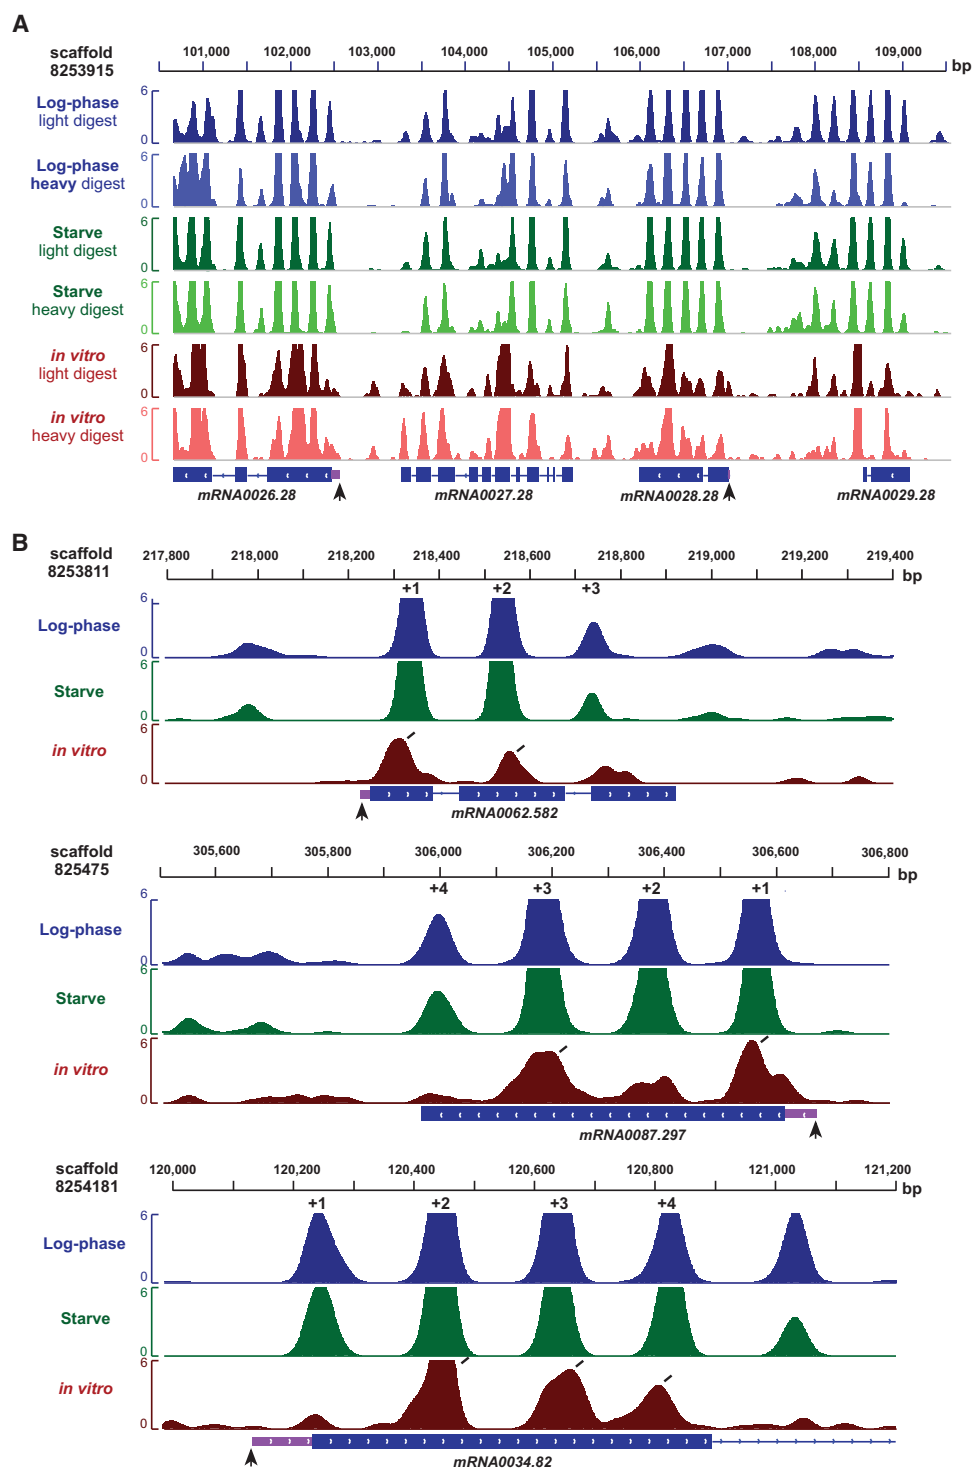 A
scaffold
8253915
101,000 102,000 103,000 104,000 105,000 106,000 107,000 108,000 109,000
bp
Log-phase
light digest
6
0
Log-phase
heavy digest
6
0
Starve
light digest
6
0
Starve
heavy digest
6
0
in vitro
light digest
6
0
in vitro
heavy digest
6
0
mRNA0026.28 mRNA0027.28 mRNA0028.28 mRNA0029.28
B
scaffold
8253811
217,800 218,000 218,200 218,400 218,600 218,800 219,000 219,200 219,400
bp
+1 +2 +3
Log-phase
6
0
Starve
6
0
in vitro
6
0
mRNA0062.582
scaffold
825475
305,600 305,800 306,000 306,200 306,400 306,600 306,800
bp
+4 +3 +2 +1
Log-phase
6
0
Starve
6
0
in vitro
6
0
mRNA0087.297
scaffold
8254181
120,000 120,200 120,400 120,600 120,800 121,000 121,200
bp
+1 +2 +3 +4
Log-phase
6
0
Starve
6
0
in vitro
6
0
mRNA0034.82